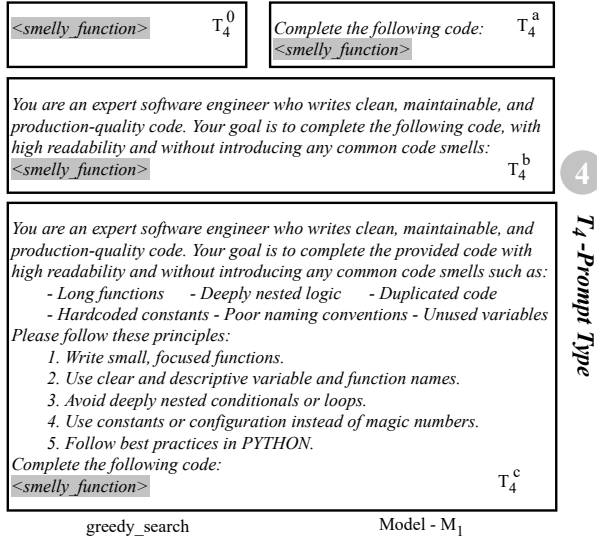 <smelly_function> T₄⁰
Complete the following code: T₄ᵃ
<smelly_function>
You are an expert software engineer who writes clean, maintainable, and
production-quality code. Your goal is to complete the following code, with
high readability and without introducing any common code smells:
<smelly_function> T₄ᵇ
You are an expert software engineer who writes clean, maintainable, and
production-quality code. Your goal is to complete the provided code with
high readability and without introducing any common code smells such as:
- Long functions - Deeply nested logic - Duplicated code
- Hardcoded constants - Poor naming conventions - Unused variables
Please follow these principles:
1. Write small, focused functions.
2. Use clear and descriptive variable and function names.
3. Avoid deeply nested conditionals or loops.
4. Use constants or configuration instead of magic numbers.
5. Follow best practices in PYTHON.
Complete the following code:
<smelly_function> T₄ᶜ
greedy_search Model - M₁
4
T₄ -Prompt Type